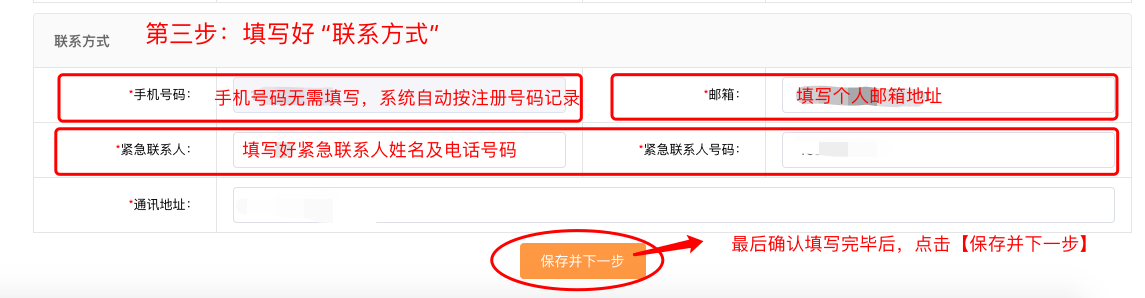 联系方式 第三步：填写好 “联系方式“
*手机号码： 手机号码无需填写，系统自动按注册号码记录 *邮箱： 填写个人邮箱地址
*紧急联系人： 填写好紧急联系人姓名及电话号码 *紧急联系人号码：
*通讯地址：
保存并下一步 最后确认填写完毕后，点击【保存并下一步】